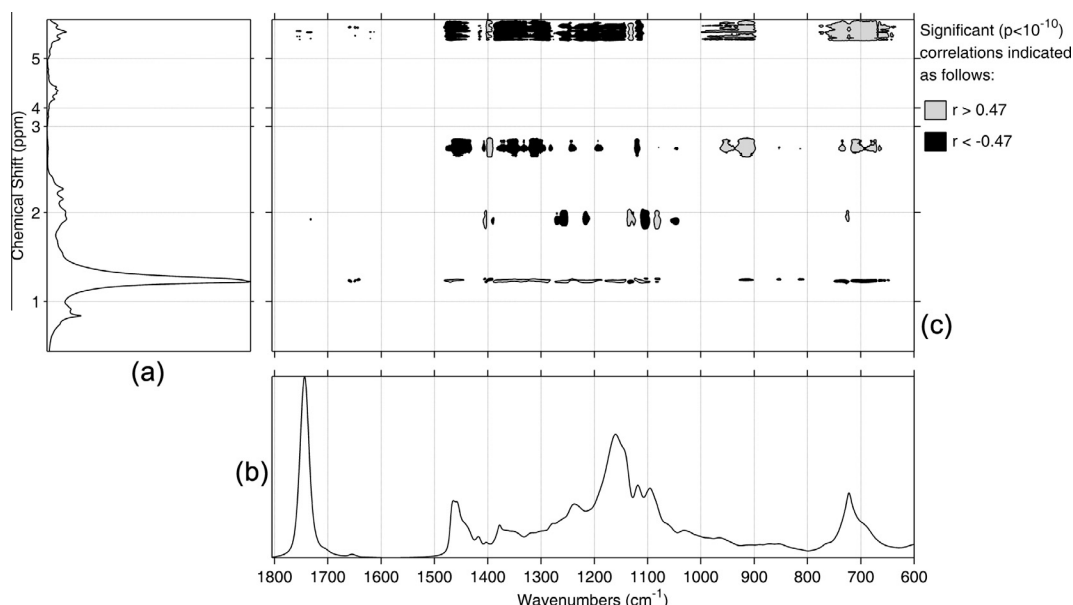 Significant (p<10⁻¹⁰)
correlations indicated
as follows:
r > 0.47
r < -0.47
Chemical Shift (ppm)
5
4
3
2
1
(a)
(c)
(b)
1800 1700 1600 1500 1400 1300 1200 1100 1000 900 800 700 600
Wavenumbers (cm⁻¹)